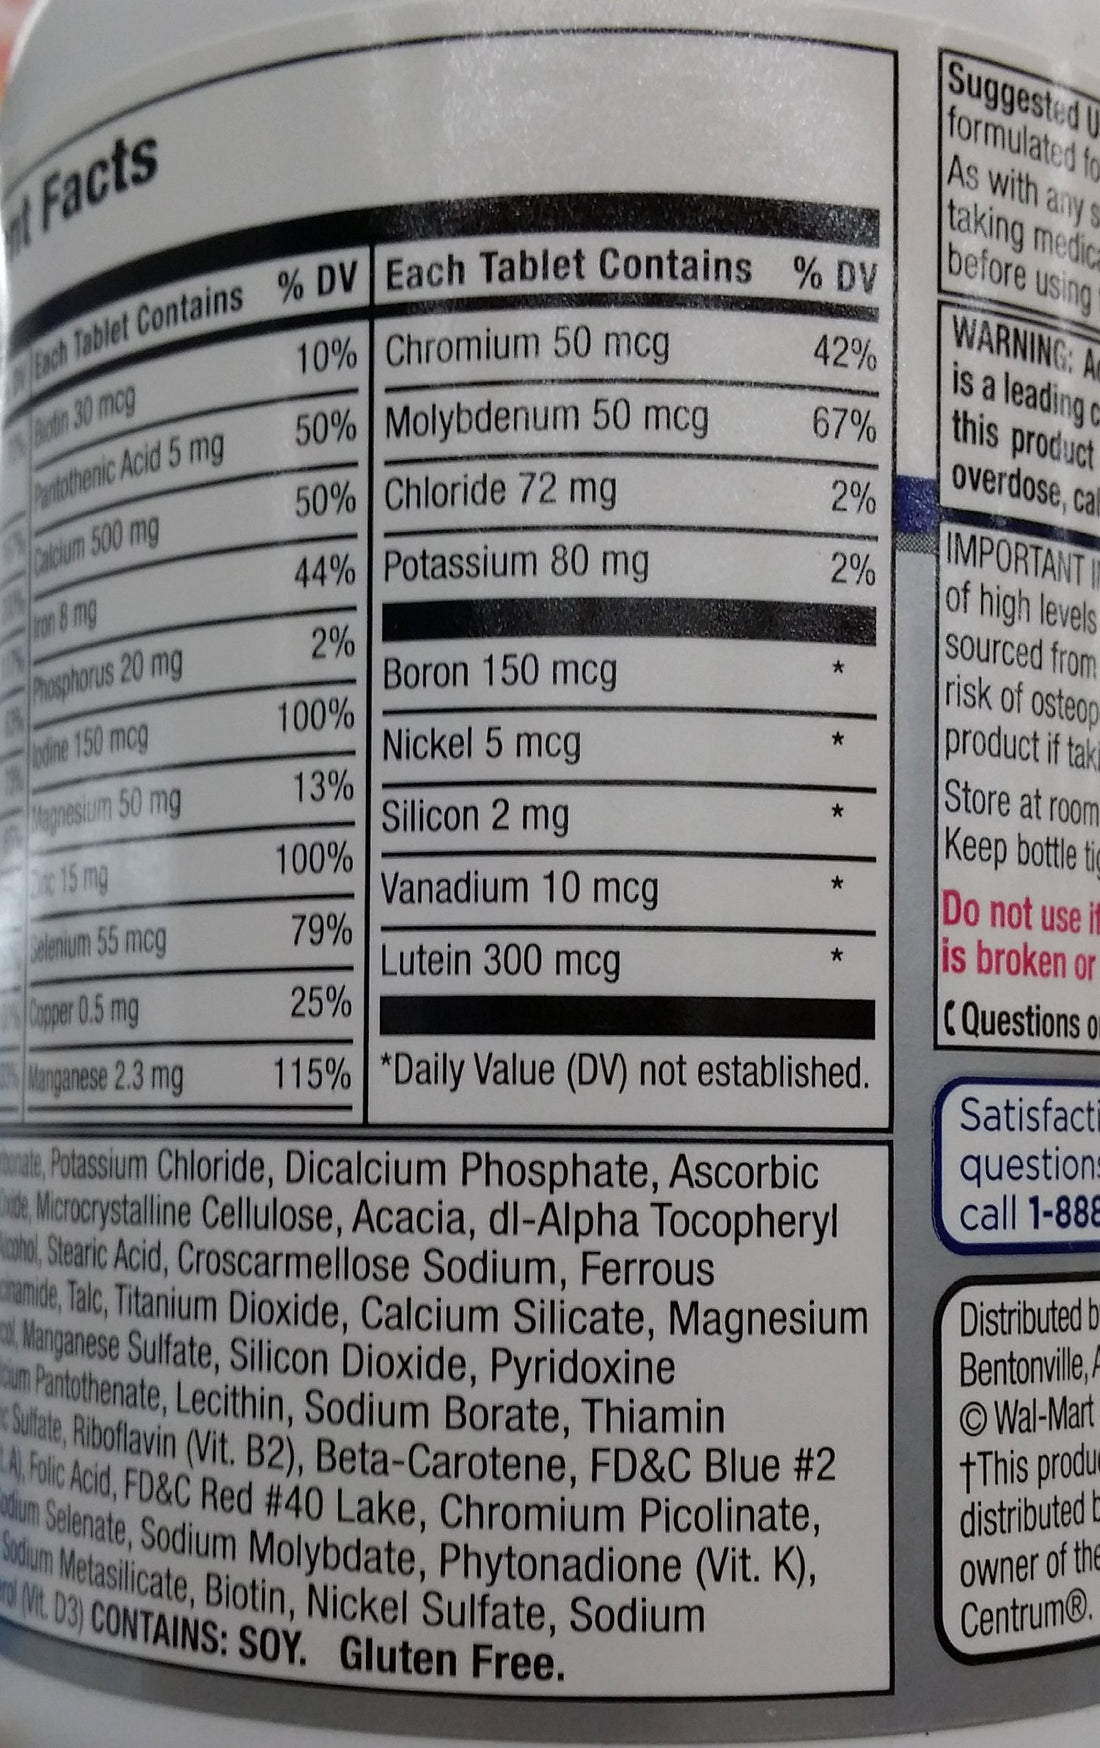 nt Facts
Each Tablet Contains % DV
Biotin 30 mcg 10%
Pantothenic Acid 5 mg 50%
Calcium 500 mg 50%
Iron 8 mg 44%
Phosphorus 20 mg 2%
Iodine 150 mcg 100%
Magnesium 50 mg 13%
Zinc 15 mg 100%
Selenium 55 mcg 79%
Copper 0.5 mg 25%
Manganese 2.3 mg 115%
Each Tablet Contains % DV
Chromium 50 mcg 42%
Molybdenum 50 mcg 67%
Chloride 72 mg 2%
Potassium 80 mg 2%
Boron 150 mcg *
Nickel 5 mcg *
Silicon 2 mg *
Vanadium 10 mcg *
Lutein 300 mcg *
*Daily Value (DV) not established.
Potassium Chloride, Dicalcium Phosphate, Ascorbic
Microcrystalline Cellulose, Acacia, dl-Alpha Tocopheryl
Stearic Acid, Croscarmellose Sodium, Ferrous
Talc, Titanium Dioxide, Calcium Silicate, Magnesium
Manganese Sulfate, Silicon Dioxide, Pyridoxine
Pantothenate, Lecithin, Sodium Borate, Thiamin
Sulfate, Riboflavin (Vit. B2), Beta-Carotene, FD&C Blue #2
Folic Acid, FD&C Red #40 Lake, Chromium Picolinate,
Selenate, Sodium Molybdate, Phytonadione (Vit. K),
Sodium Metasilicate, Biotin, Nickel Sulfate, Sodium
(Vit. D3) CONTAINS: SOY. Gluten Free.
Suggested U
formulated fo
As with any s
taking medica
before using
WARNING: Ac
is a leading c
this product
overdose, cal
IMPORTANT
of high levels
sourced from
risk of osteop
product if taki
Store at room
Keep bottle tig
Do not use if
is broken or
Questions o
Satisfacti
questions
call 1-888
Distributed b
Bentonville, A
© Wal-Mart
†This produ
distributed b
owner of the
Centrum®.